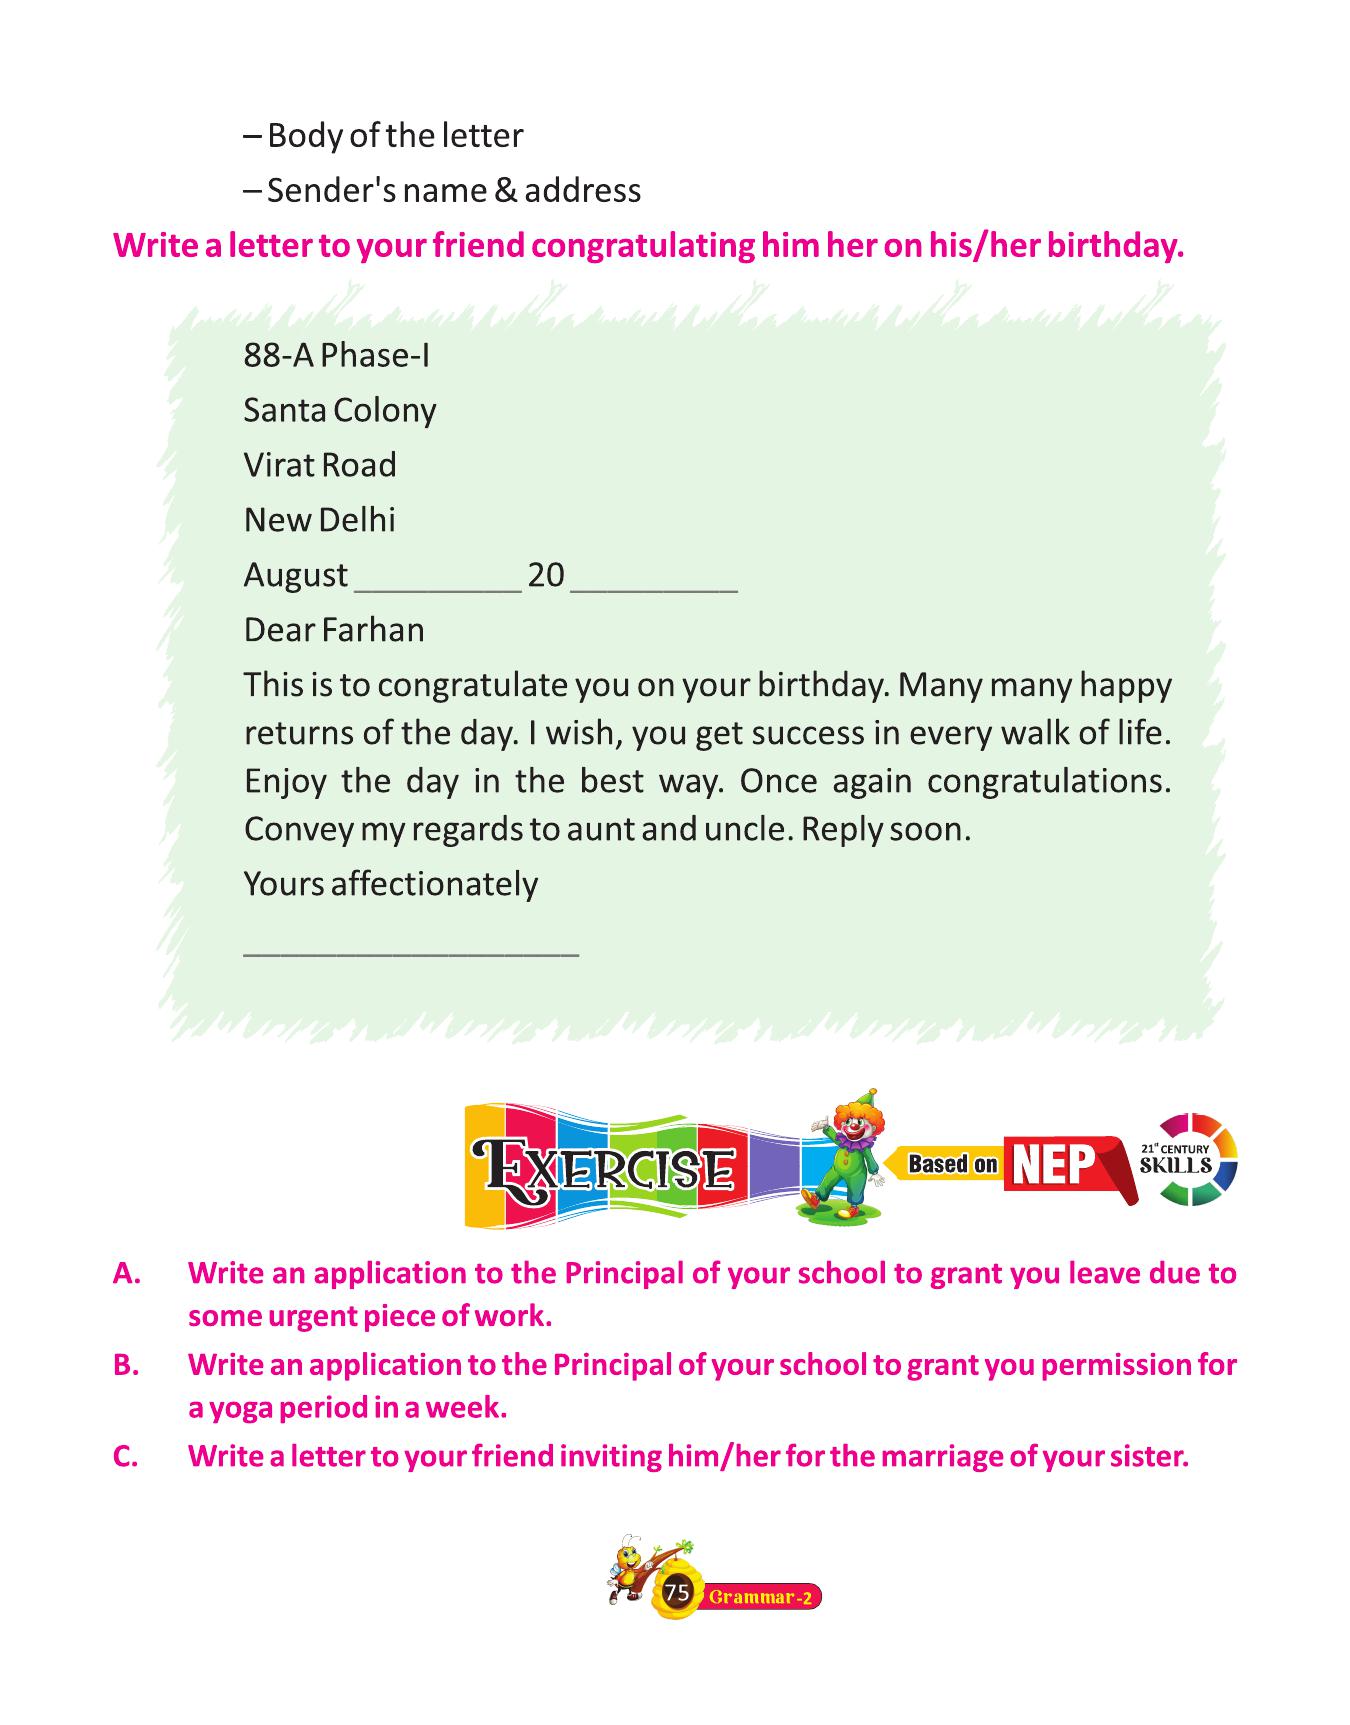 – Body of the letter
– Sender's name & address
Write a letter to your friend congratulating him her on his/her birthday.
88-A Phase-I
Santa Colony
Virat Road
New Delhi
August __________ 20 __________
Dear Farhan
This is to congratulate you on your birthday. Many many happy
returns of the day. I wish, you get success in every walk of life.
Enjoy the day in the best way. Once again congratulations.
Convey my regards to aunt and uncle. Reply soon.
Yours affectionately
____________________
EXERCISE Based on NEP 21st CENTURY SKILLS
A. Write an application to the Principal of your school to grant you leave due to
some urgent piece of work.
B. Write an application to the Principal of your school to grant you permission for
a yoga period in a week.
C. Write a letter to your friend inviting him/her for the marriage of your sister.
75 Grammar-2